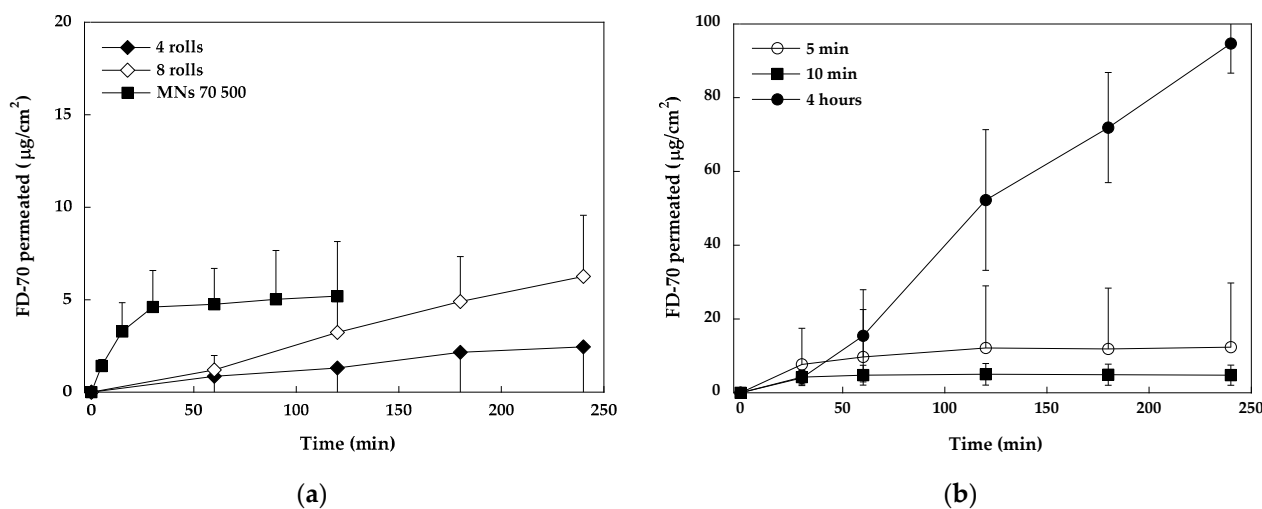 20
15
10
5
0
FD-70 permeated (μg/cm²)
4 rolls
8 rolls
MNs 70 500
0 50 100 150 200 250
Time (min)
(a)
100
80
60
40
20
0
FD-70 permeated (μg/cm²)
5 min
10 min
4 hours
0 50 100 150 200 250
Time (min)
(b)